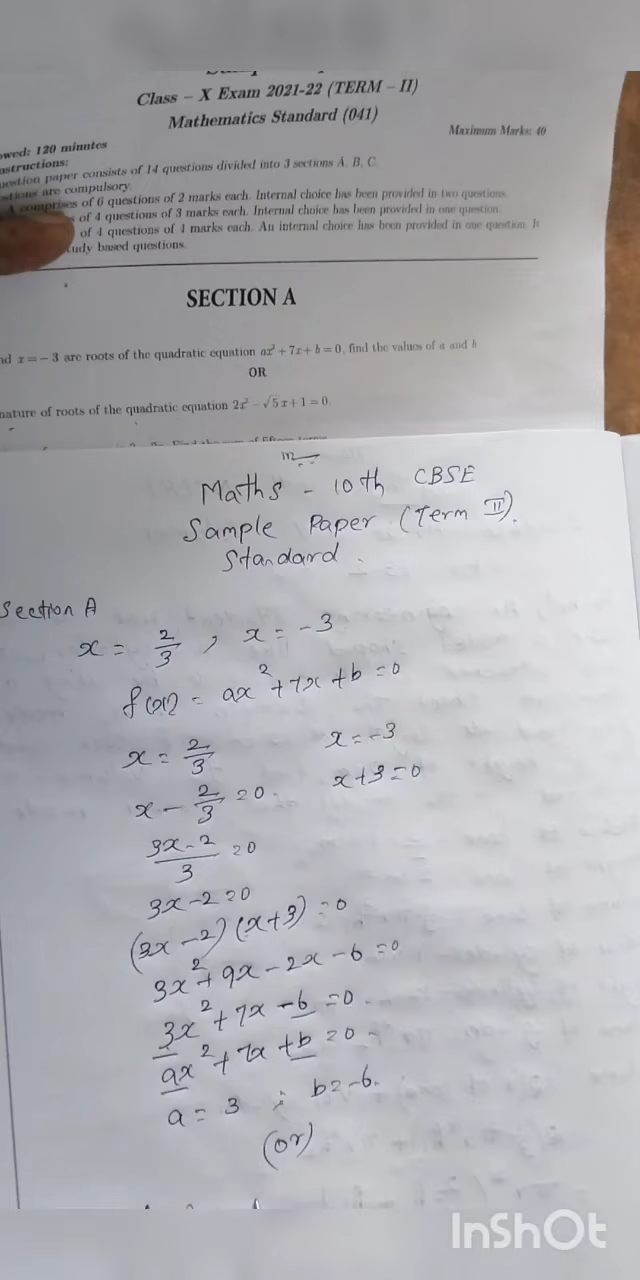 Class – X Exam 2021-22 (TERM – II)
Mathematics Standard (041)
owed: 120 minutes
Maximum Marks: 40
nstructions:
uestion paper consists of 14 questions divided into 3 sections A, B, C.
stions are compulsory
A comprises of 6 questions of 2 marks each. Internal choice has been provided in two questions.
of 4 questions of 3 marks each. Internal choice has been provided in one question.
of 4 questions of 4 marks each. An internal choice has been provided in one question. It
tudy based questions.
SECTION A
nd x = – 3 are roots of the quadratic equation ax² + 7x + b = 0, find the values of a and b
OR
nature of roots of the quadratic equation 2x² – √5 x + 1 = 0.
Maths - 10th CBSE
Sample Paper (Term II).
Standard.
Section A
x = 2/3 , x = -3
f(x) = ax² + 7x + b = 0
x = 2/3 x = -3
x - 2/3 = 0. x + 3 = 0
3x - 2/3 = 0
3x - 2 = 0
(3x - 2) (x + 3) = 0
3x² + 9x - 2x - 6 = 0
3x² + 7x - 6 = 0.
ax² + 7x + b = 0
a = 3 ; b = -6.
(or)
InShOt